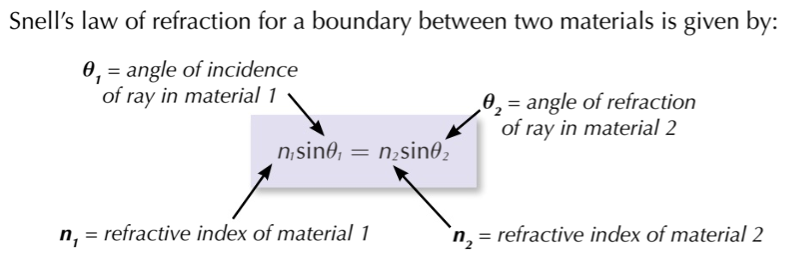 Snell's law of refraction for a boundary between two materials is given by:
θ₁ = angle of incidence
of ray in material 1
θ₂ = angle of refraction
of ray in material 2
n₁sinθ₁ = n₂sinθ₂
n₁ = refractive index of material 1
n₂ = refractive index of material 2